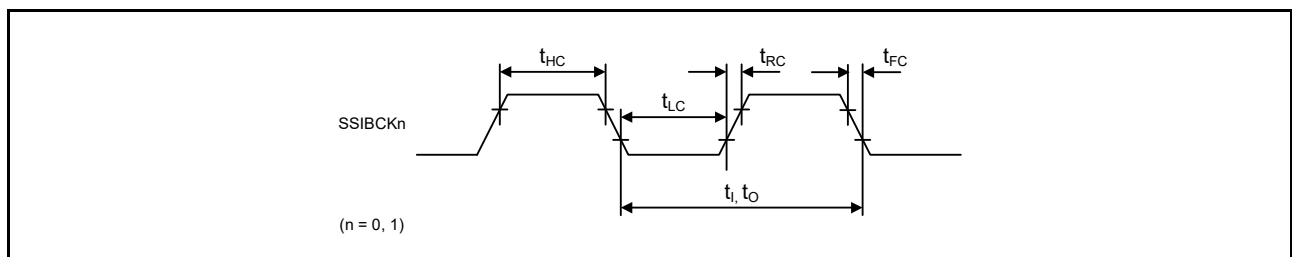 tHC
tRC
tFC
tLC
SSIBCKn
tI, tO
(n = 0, 1)